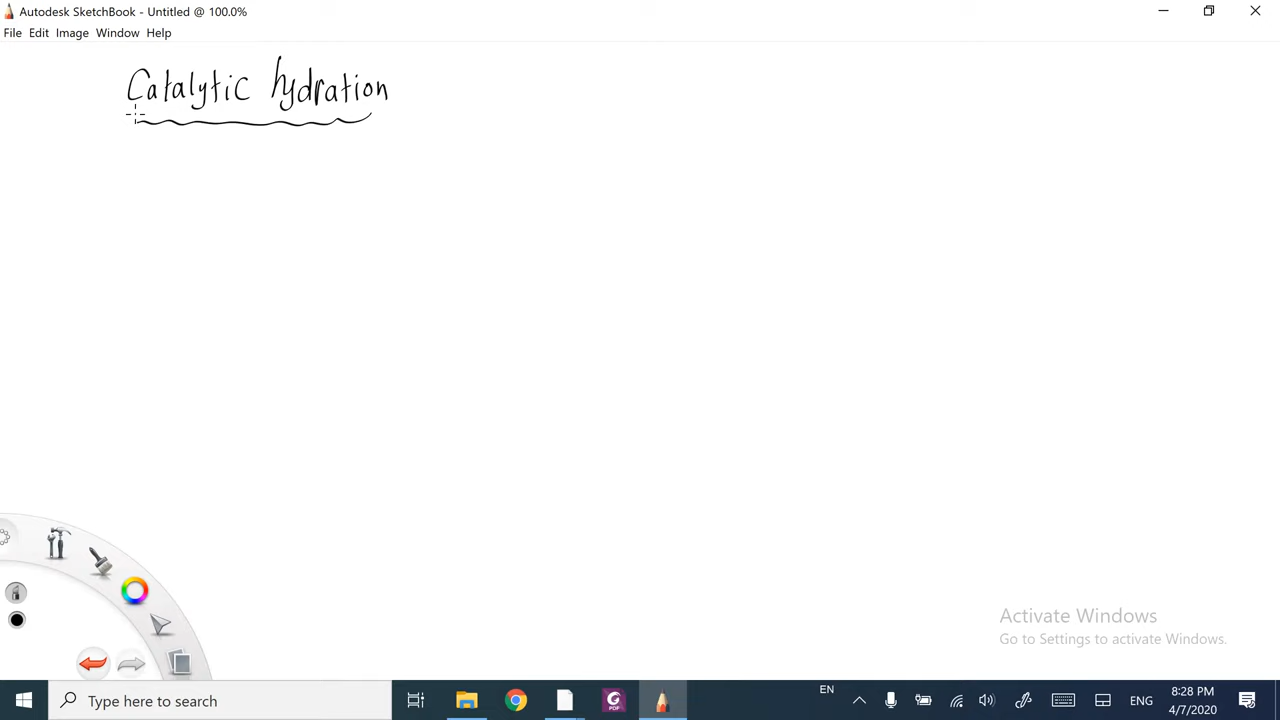 Autodesk SketchBook - Untitled @ 100.0%
File Edit Image Window Help
Catalytic hydration
Activate Windows
Go to Settings to activate Windows.
Type here to search
PDF
EN
ENG
8:28 PM
4/7/2020